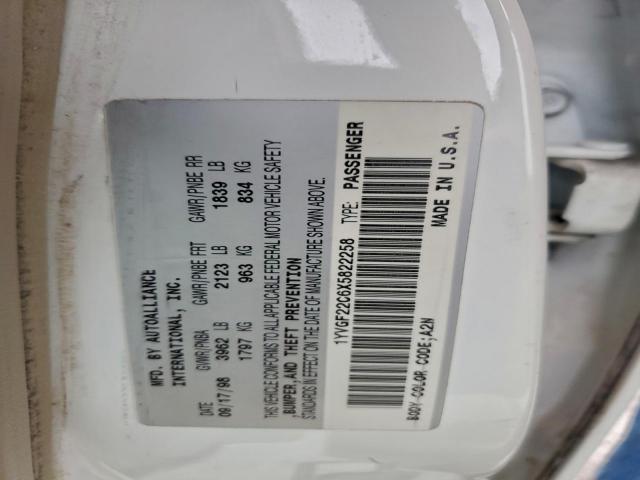 MFD. BY AUTOALLIANCE
INTERNATIONAL, INC.
DATE GVWR/PNBA GAWR/PNBE FRT GAWR/PNBE RR
09/17/98 3962 LB 2123 LB 1839 LB
1797 KG 963 KG 834 KG
THIS VEHICLE CONFORMS TO ALL APPLICABLE FEDERAL MOTOR VEHICLE SAFETY
,BUMPER, AND THEFT PREVENTION
STANDARDS IN EFFECT ON THE DATE OF MANUFACTURE SHOWN ABOVE.
1YVGF22C6X5822258 TYPE: PASSENGER
BODY COLOR CODE;A2N MADE IN U.S.A.